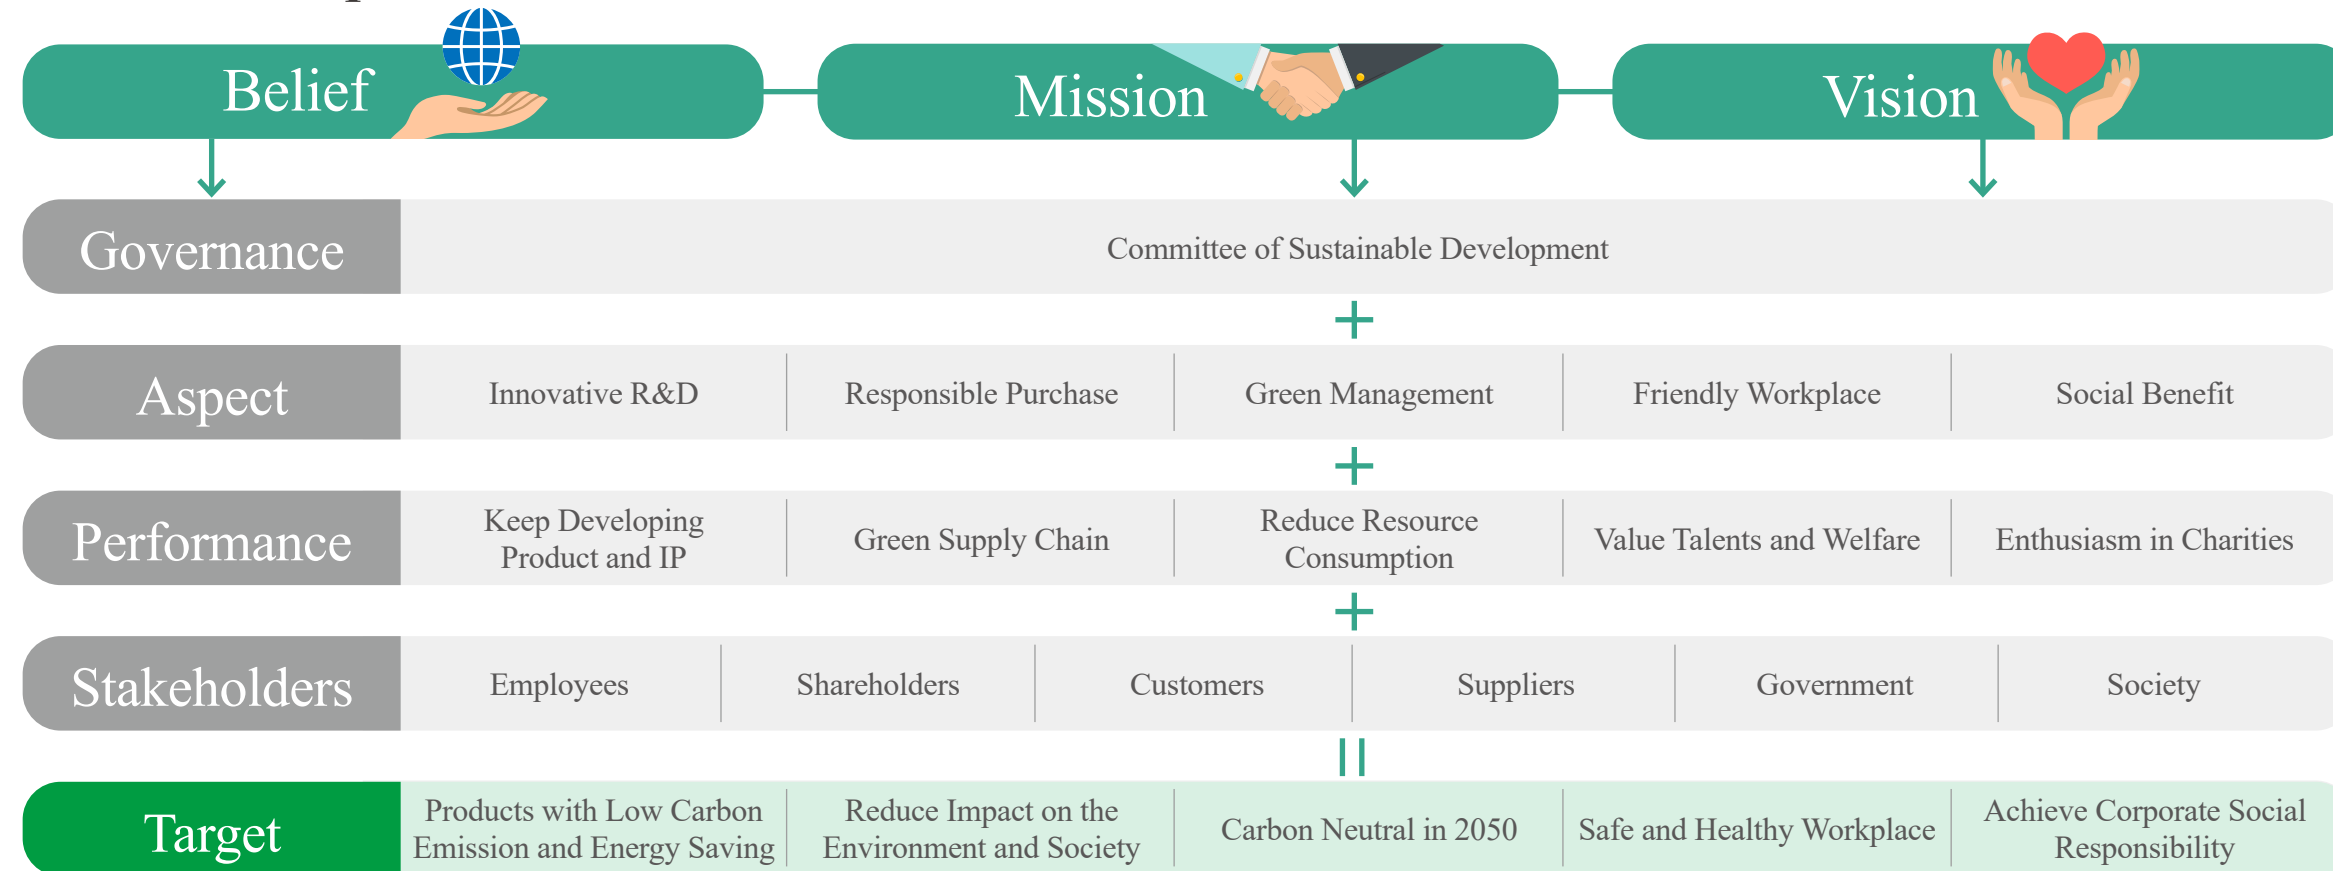 Belief
Mission
Vision
Governance
Committee of Sustainable Development
+
Aspect
Innovative R&D
Responsible Purchase
Green Management
Friendly Workplace
Social Benefit
+
Performance
Keep Developing
Product and IP
Green Supply Chain
Reduce Resource
Consumption
Value Talents and Welfare
Enthusiasm in Charities
+
Stakeholders
Employees
Shareholders
Customers
Suppliers
Government
Society
Target
Products with Low Carbon
Emission and Energy Saving
Reduce Impact on the
Environment and Society
Carbon Neutral in 2050
Safe and Healthy Workplace
Achieve Corporate Social
Responsibility